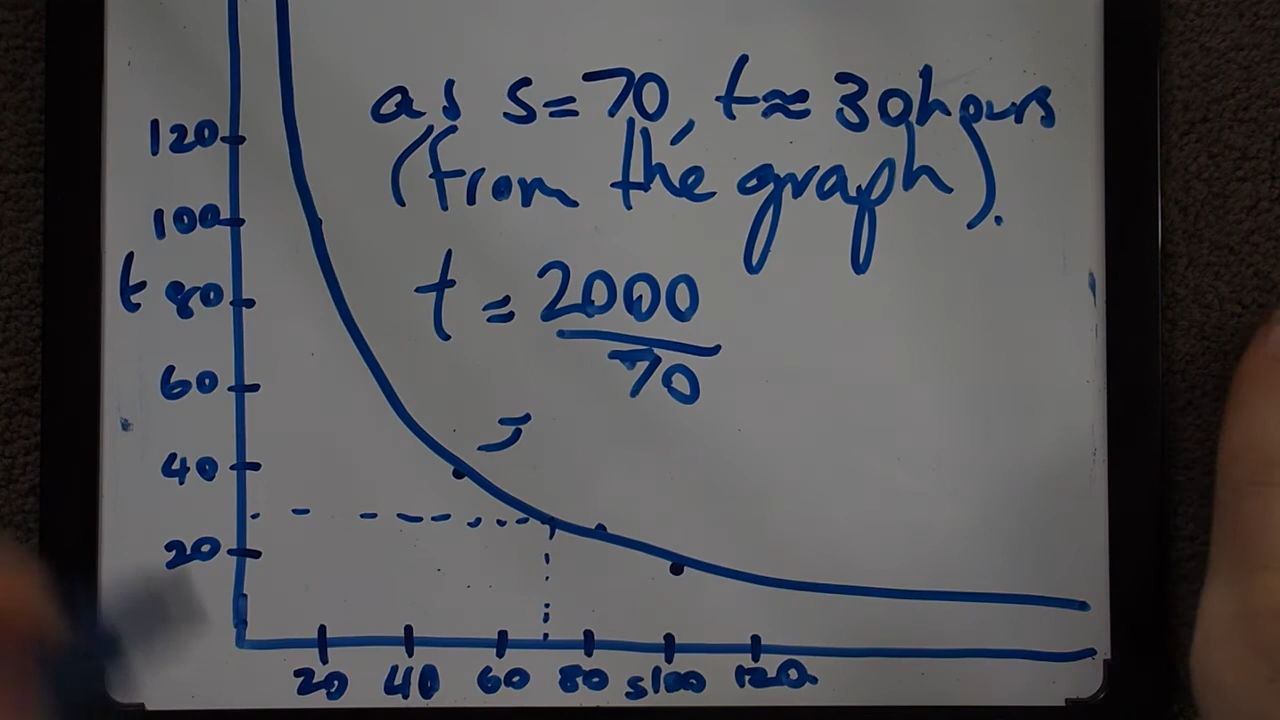 as s=70, t≈30hours
(from the graph).
t = 2000
70
120
100
t 80
60
40
20
20 40 60 80 s100 120